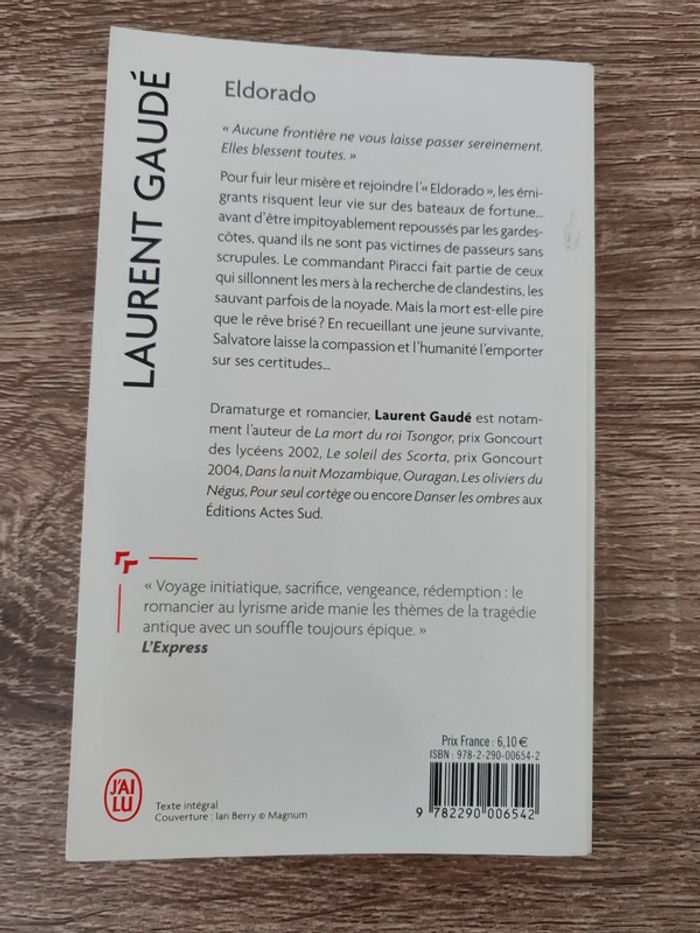 LAURENT GAUDÉ
Eldorado
« Aucune frontière ne vous laisse passer sereinement.
Elles blessent toutes. »
Pour fuir leur misère et rejoindre l'« Eldorado », les émi-
grants risquent leur vie sur des bateaux de fortune...
avant d'être impitoyablement repoussés par les gardes-
côtes, quand ils ne sont pas victimes de passeurs sans
scrupules. Le commandant Piracci fait partie de ceux
qui sillonnent les mers à la recherche de clandestins, les
sauvant parfois de la noyade. Mais la mort est-elle pire
que le rêve brisé ? En recueillant une jeune survivante,
Salvatore laisse la compassion et l'humanité l'emporter
sur ses certitudes...
Dramaturge et romancier, Laurent Gaudé est notam-
ment l'auteur de La mort du roi Tsongor, prix Goncourt
des lycéens 2002, Le soleil des Scorta, prix Goncourt
2004, Dans la nuit Mozambique, Ouragan, Les oliviers du
Négus, Pour seul cortège ou encore Danser les ombres aux
Éditions Actes Sud.
« Voyage initiatique, sacrifice, vengeance, rédemption : le
romancier au lyrisme aride manie les thèmes de la tragédie
antique avec un souffle toujours épique. »
L'Express
Prix France : 6,10 €
ISBN : 978-2-290-00654-2
9 782290 006542
J'AI
LU
Texte intégral
Couverture : Ian Berry © Magnum